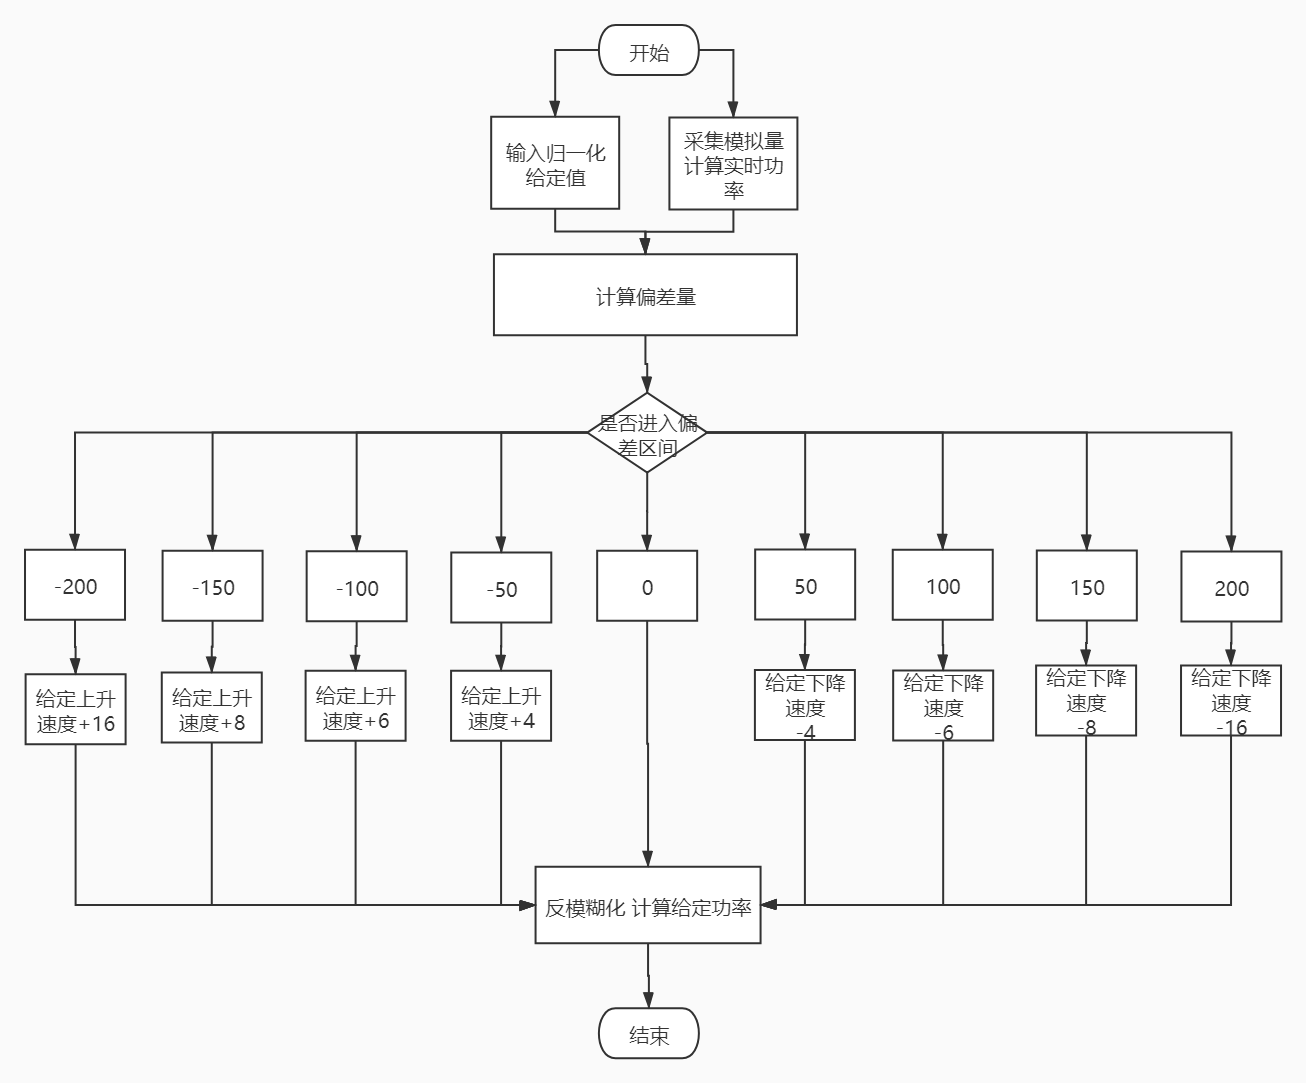 开始
输入归一化
给定值
采集模拟量
计算实时功
率
计算偏差量
是否进入偏
差区间
-200
-150
-100
-50
0
50
100
150
200
给定上升
速度+16
给定上升
速度+8
给定上升
速度+6
给定上升
速度+4
给定下降
速度
-4
给定下降
速度
-6
给定下降
速度
-8
给定下降
速度
-16
反模糊化 计算给定功率
结束